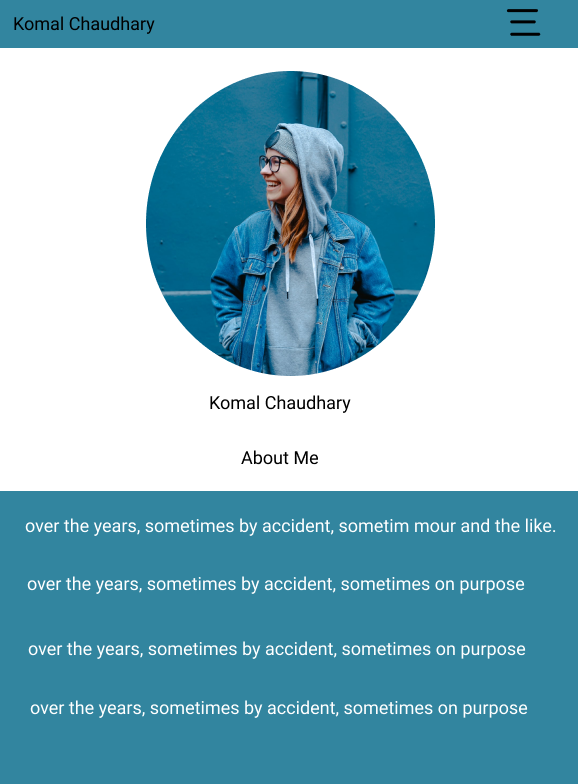 Komal Chaudhary
Komal Chaudhary
About Me
over the years, sometimes by accident, sometim mour and the like.
over the years, sometimes by accident, sometimes on purpose
over the years, sometimes by accident, sometimes on purpose
over the years, sometimes by accident, sometimes on purpose